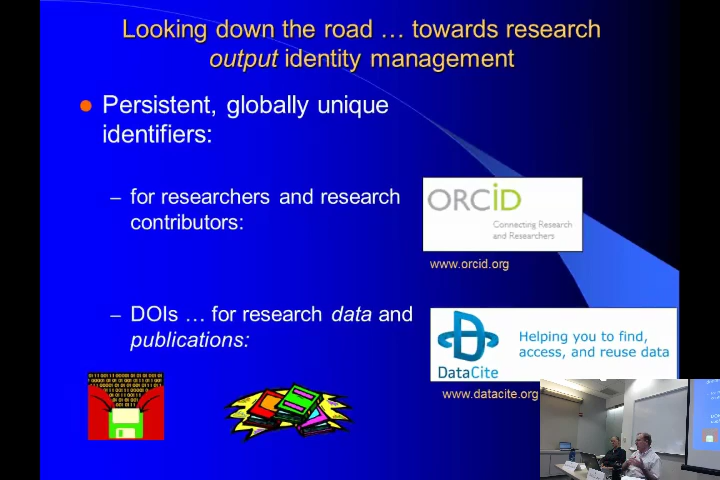 Looking down the road … towards research
output identity management
Persistent, globally unique
identifiers:
– for researchers and research
contributors:
ORCiD
Connecting Research
and Researchers
www.orcid.org
– DOIs … for research data and
publications:
Helping you to find,
access, and reuse data
DataCite
www.datacite.org